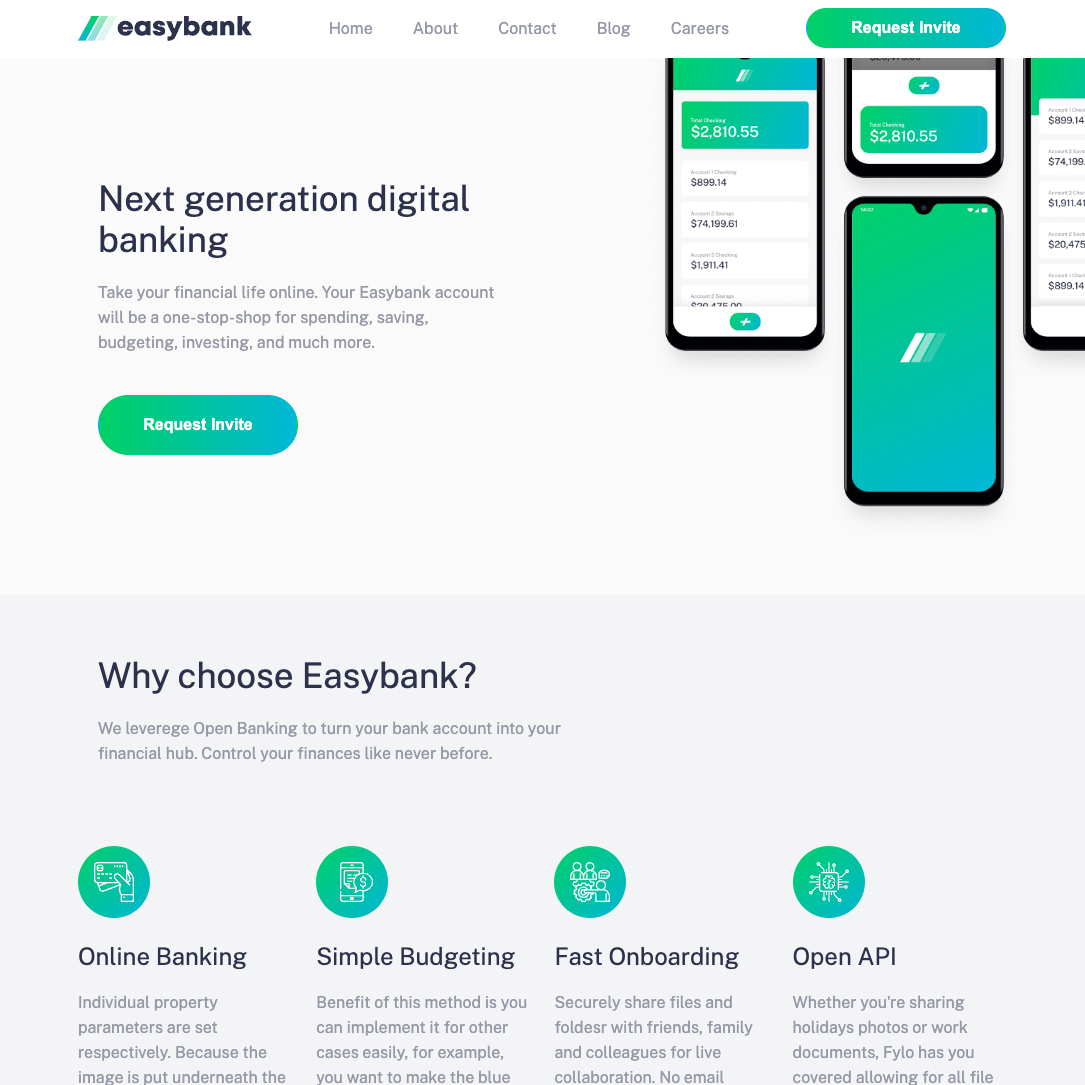 easybank
Home About Contact Blog Careers
Request Invite
Total Checking
$2,810.55
Account 1 Checking
$899.14
Account 2 Savings
$74,199.61
Account 2 Checking
$1,911.41
Account 2 Savings
Total Checking
$2,810.55
$899.14
$74,199.
$1,911.41
$20,475
$899.14
Next generation digital
banking
Take your financial life online. Your Easybank account
will be a one-stop-shop for spending, saving,
budgeting, investing, and much more.
Request Invite
Why choose Easybank?
We leverege Open Banking to turn your bank account into your
financial hub. Control your finances like never before.
Online Banking
Individual property
parameters are set
respectively. Because the
image is put underneath the
Simple Budgeting
Benefit of this method is you
can implement it for other
cases easily, for example,
you want to make the blue
Fast Onboarding
Securely share files and
foldesr with friends, family
and colleagues for live
collaboration. No email
Open API
Whether you're sharing
holidays photos or work
documents, Fylo has you
covered allowing for all file